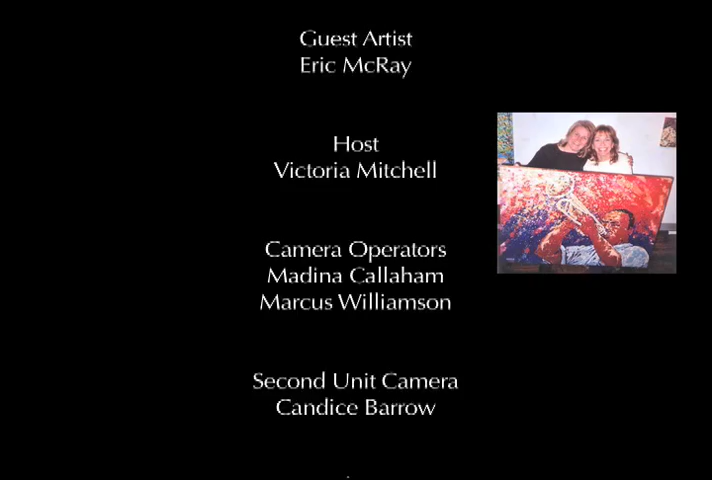 Guest Artist
Eric McRay
Host
Victoria Mitchell
Camera Operators
Madina Callaham
Marcus Williamson
Second Unit Camera
Candice Barrow